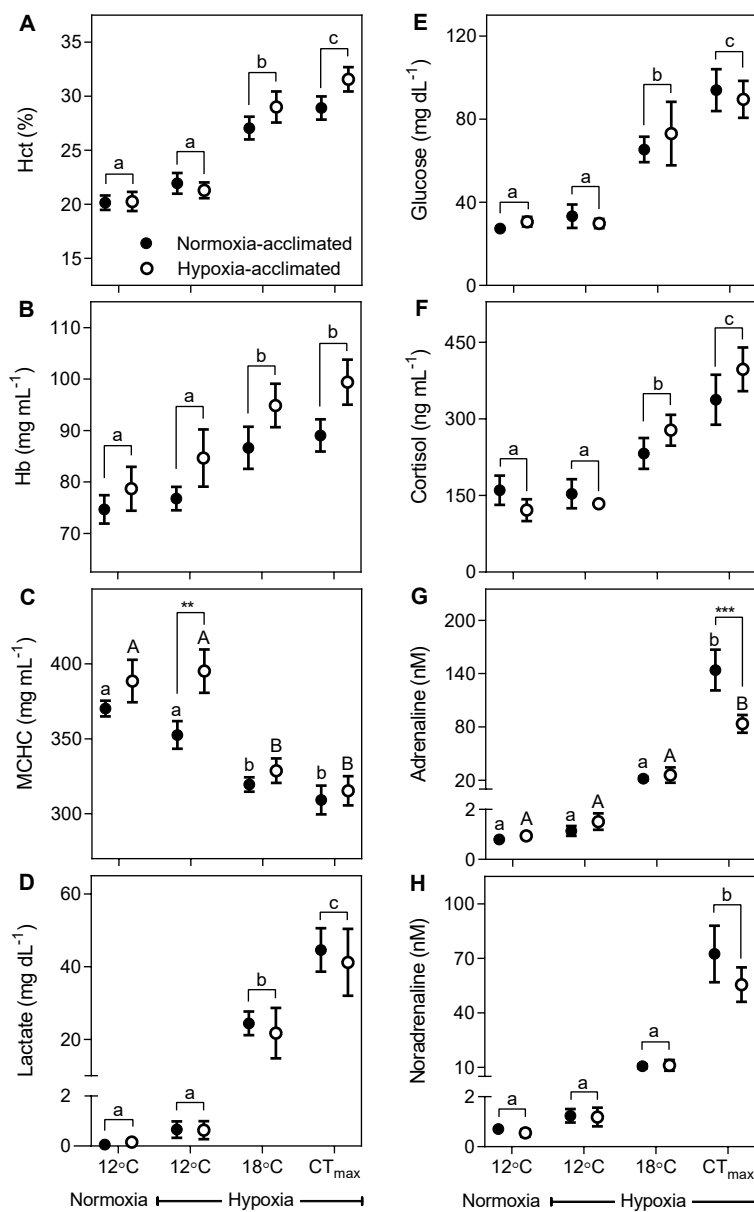 A
Hct (%)
35
30
25
20
15
a
a
b
c
Normoxia-acclimated
Hypoxia-acclimated
B
Hb (mg mL⁻¹)
110
100
90
80
70
a
a
b
b
C
MCHC (mg mL⁻¹)
400
350
300
a
A
**
a
A
b
B
b
B
D
Lactate (mg dL⁻¹)
60
40
20
2
0
a
a
b
c
12°C
12°C
18°C
CTmax
Normoxia
Hypoxia
E
Glucose (mg dL⁻¹)
120
80
40
0
a
a
b
c
F
Cortisol (ng mL⁻¹)
450
300
150
0
a
a
b
c
G
Adrenaline (nM)
200
140
80
20
2
0
a
A
a
A
a
A
***
b
B
H
Noradrenaline (nM)
100
70
40
10
2
1
0
a
a
a
b
12°C
12°C
18°C
CTmax
Normoxia
Hypoxia